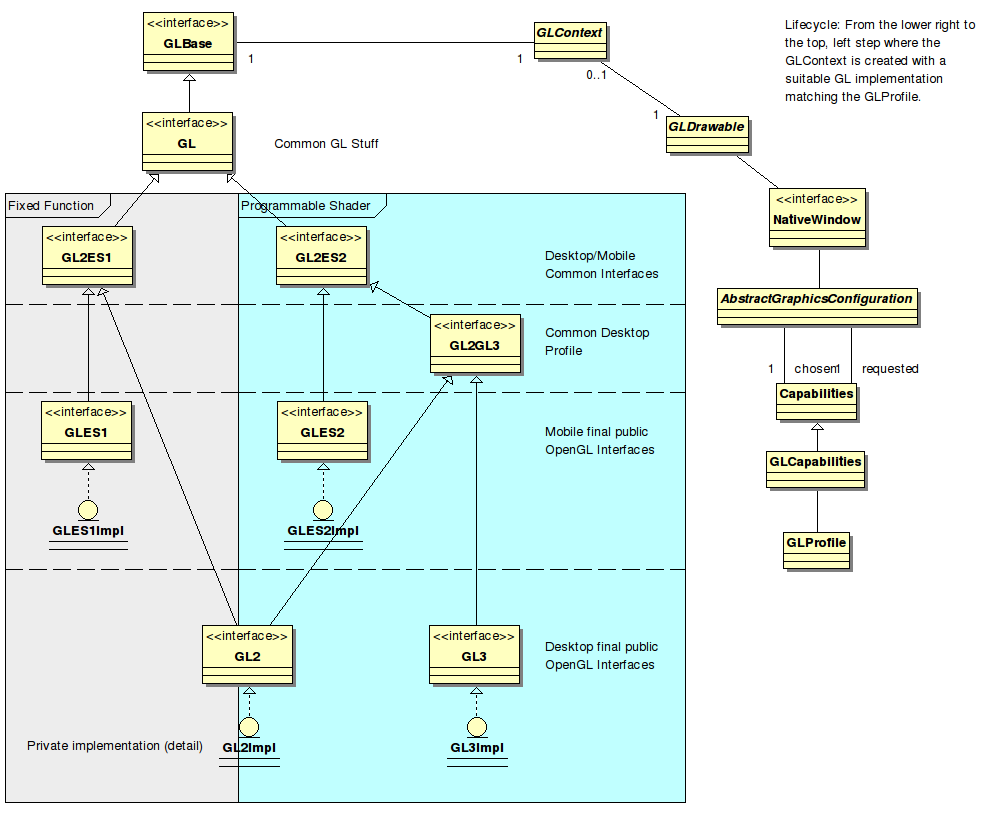 <<interface>>
GLBase
1
1
GLContext
0..1
1
GLDrawable
Lifecycle: From the lower right to
the top, left step where the
GLContext is created with a
suitable GL implementation
matching the GLProfile.
<<interface>>
GL
Common GL Stuff
<<interface>>
NativeWindow
Fixed Function
Programmable Shader
<<interface>>
GL2ES1
<<interface>>
GL2ES2
Desktop/Mobile
Common Interfaces
AbstractGraphicsConfiguration
<<interface>>
GL2GL3
Common Desktop
Profile
1
chosen
1
requested
Capabilities
<<interface>>
GLES1
<<interface>>
GLES2
Mobile final public
OpenGL Interfaces
GLCapabilities
GLES1Impl
GLES2Impl
GLProfile
<<interface>>
GL2
<<interface>>
GL3
Desktop final public
OpenGL Interfaces
Private implementation (detail)
GL2Impl
GL3Impl